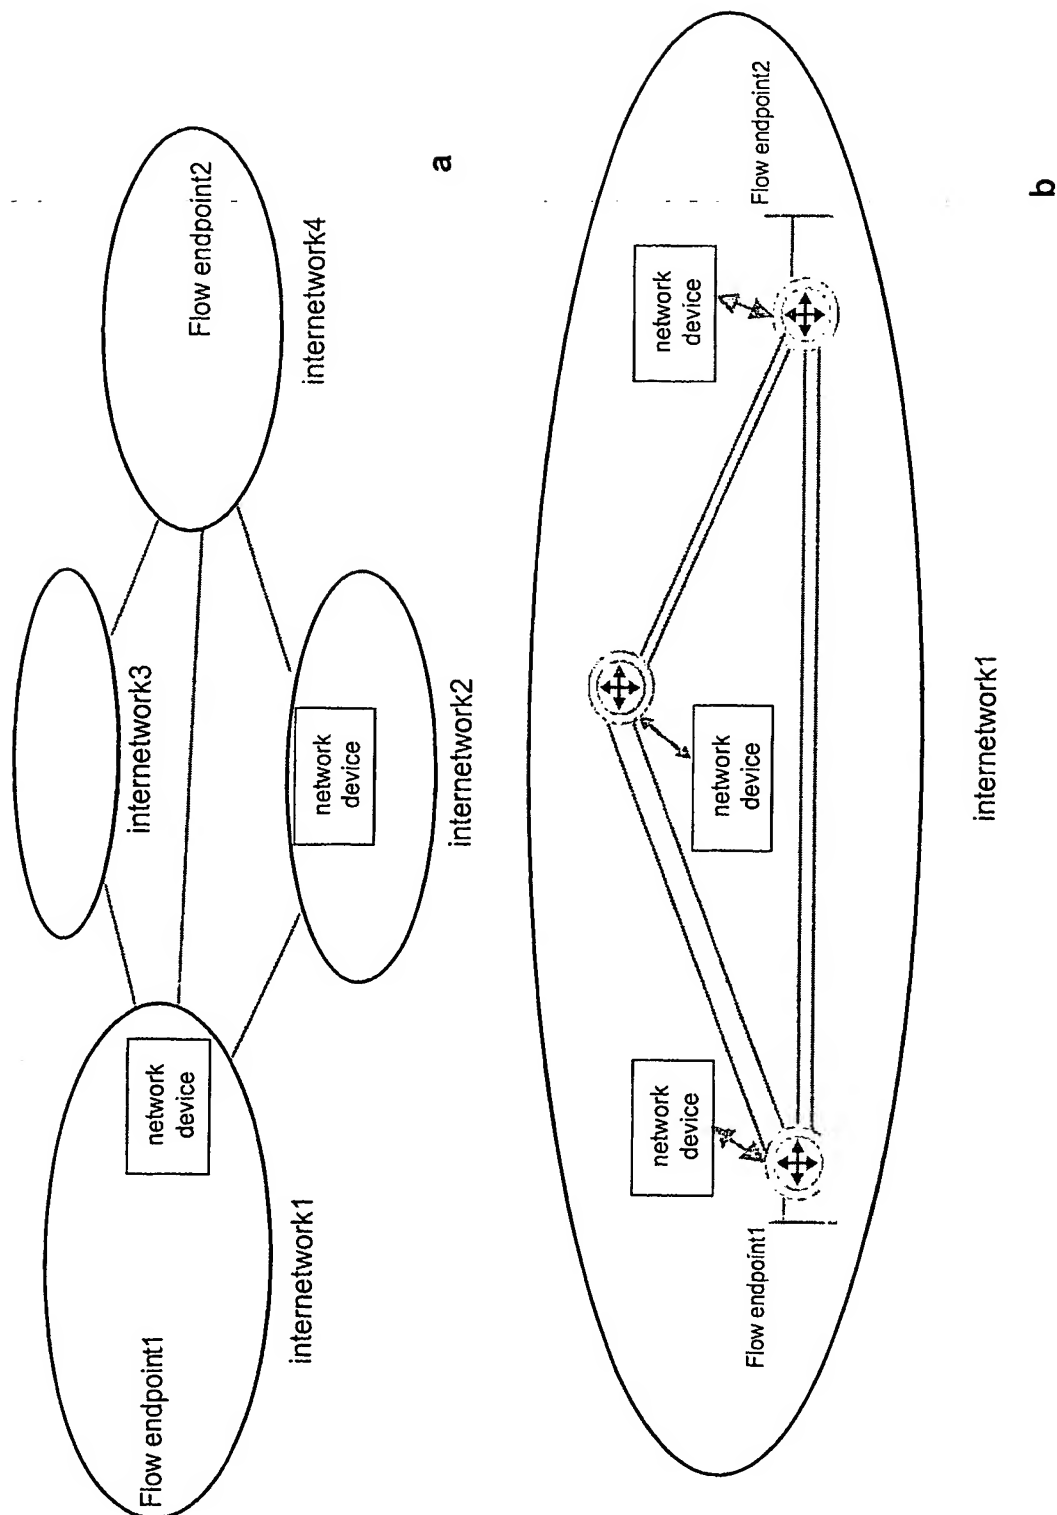 Flow endpoint1
network
device
internetwork1
internetwork3
network
device
internetwork2
Flow endpoint2
internetwork4
a
Flow endpoint1
network
device
network
device
network
device
Flow endpoint2
internetwork1
b